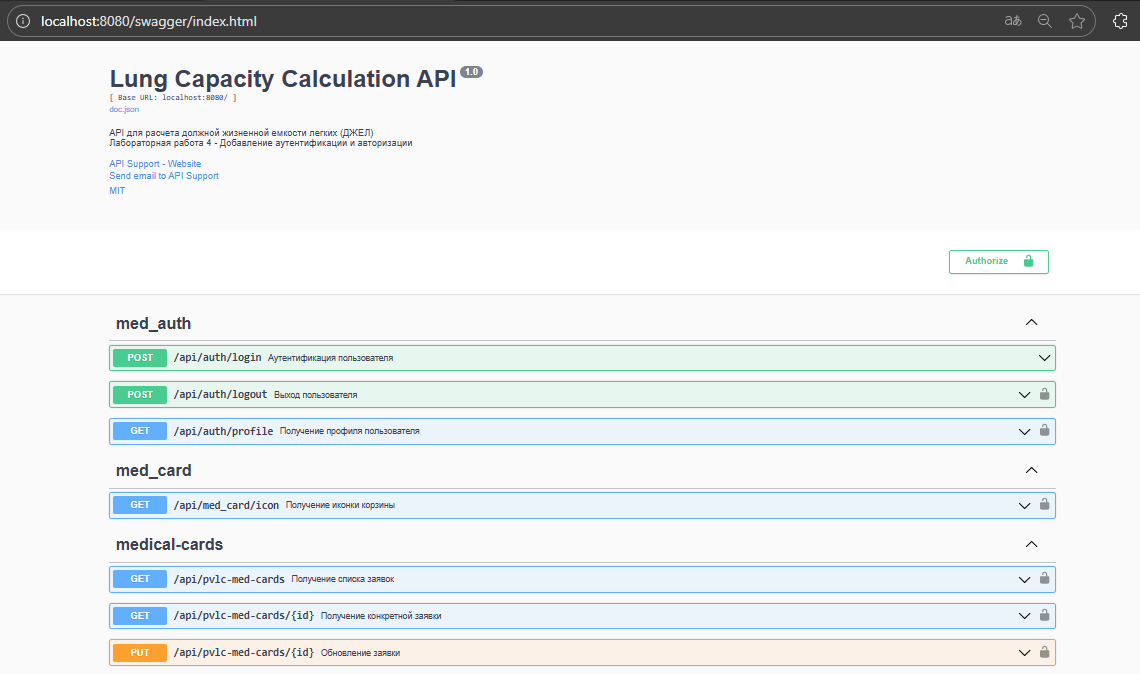 localhost:8080/swagger/index.html
Lung Capacity Calculation API 1.0
[ Base URL: localhost:8080/ ]
doc.json
API для расчета должной жизненной емкости легких (ДЖЕЛ)
Лабораторная работа 4 - Добавление аутентификации и авторизации
API Support - Website
Send email to API Support
MIT
Authorize
med_auth
POST /api/auth/login Аутентификация пользователя
POST /api/auth/logout Выход пользователя
GET /api/auth/profile Получение профиля пользователя
med_card
GET /api/med_card/icon Получение иконки корзины
medical-cards
GET /api/pvlc-med-cards Получение списка заявок
GET /api/pvlc-med-cards/{id} Получение конкретной заявки
PUT /api/pvlc-med-cards/{id} Обновление заявки